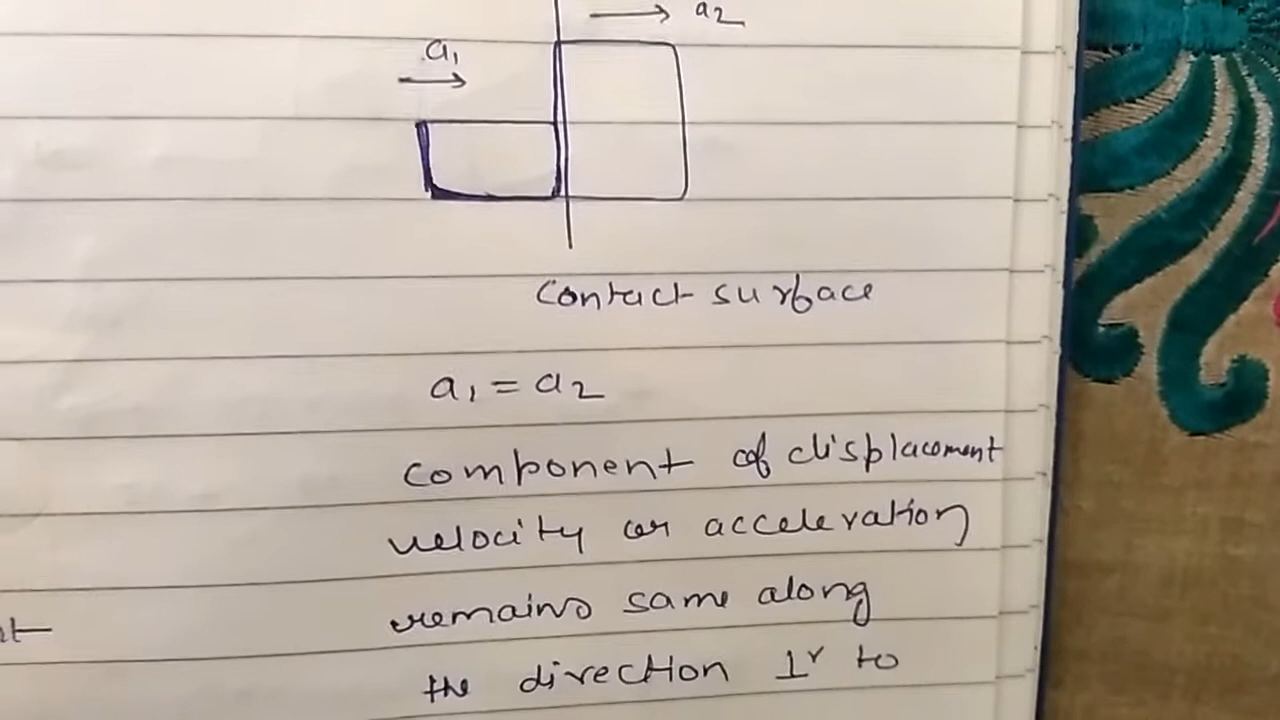 a2
a1
contact surface
a1 = a2
component of displacement
velocity or acceleration
remains same along
the direction ⊥r to